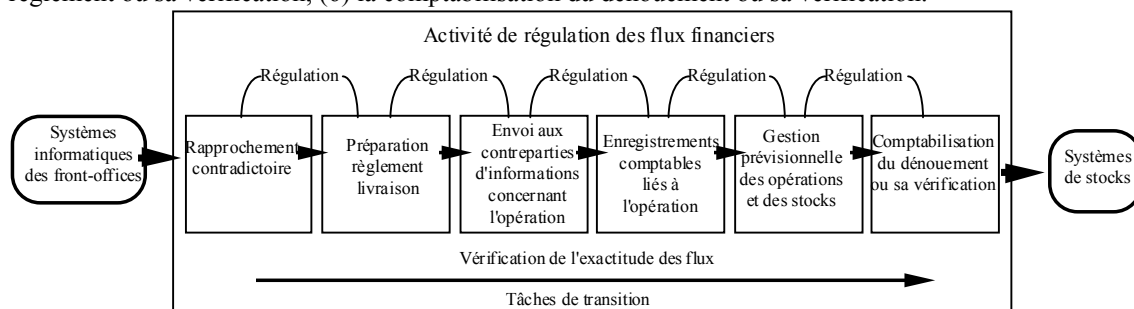 règlement ou sa vérification, (6) la comptabilisation du dénouement ou sa vérification.
Activité de régulation des flux financiers
Régulation
Régulation
Régulation
Régulation
Régulation
Systèmes
informatiques
des front-offices
Rapprochement
contradictoire
Préparation
règlement
livraison
Envoi aux
contreparties
d'informations
concernant
l'opération
Enregistrements
comptables
liés à
l'opération
Gestion
prévisionnelle
des opérations
et des stocks
Comptabilisation
du dénouement
ou sa vérification
Systèmes
de stocks
Vérification de l'exactitude des flux
Tâches de transition